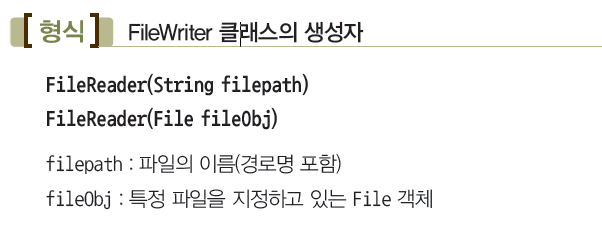 [형식] FileWriter 클래스의 생성자
FileReader(String filepath)
FileReader(File fileObj)
filepath : 파일의 이름(경로명 포함)
fileObj : 특정 파일을 지정하고 있는 File 객체